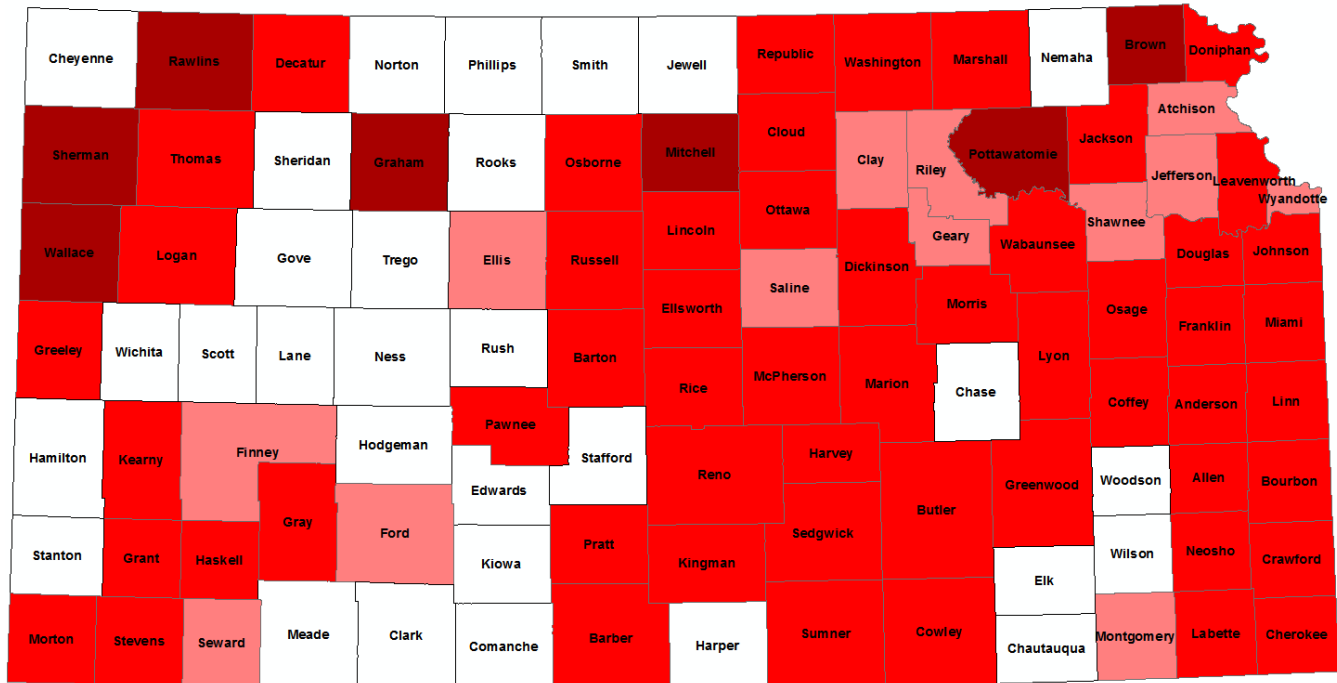 Cheyenne
Rawlins
Decatur
Norton
Phillips
Smith
Jewell
Republic
Washington
Marshall
Nemaha
Brown
Doniphan
Sherman
Thomas
Sheridan
Graham
Rooks
Osborne
Mitchell
Cloud
Clay
Riley
Pottawatomie
Jackson
Atchison
Jefferson
Leavenworth
Wyandotte
Wallace
Logan
Gove
Trego
Ellis
Russell
Lincoln
Ottawa
Saline
Dickinson
Geary
Wabaunsee
Shawnee
Douglas
Johnson
Greeley
Wichita
Scott
Lane
Ness
Rush
Barton
Ellsworth
Rice
McPherson
Marion
Morris
Chase
Lyon
Osage
Franklin
Miami
Coffey
Anderson
Linn
Hamilton
Kearny
Finney
Hodgeman
Pawnee
Edwards
Stafford
Reno
Harvey
Sedgwick
Butler
Greenwood
Woodson
Allen
Bourbon
Stanton
Grant
Haskell
Gray
Ford
Kiowa
Pratt
Kingman
Elk
Wilson
Neosho
Crawford
Morton
Stevens
Seward
Meade
Clark
Comanche
Barber
Harper
Sumner
Cowley
Chautauqua
Montgomery
Labette
Cherokee